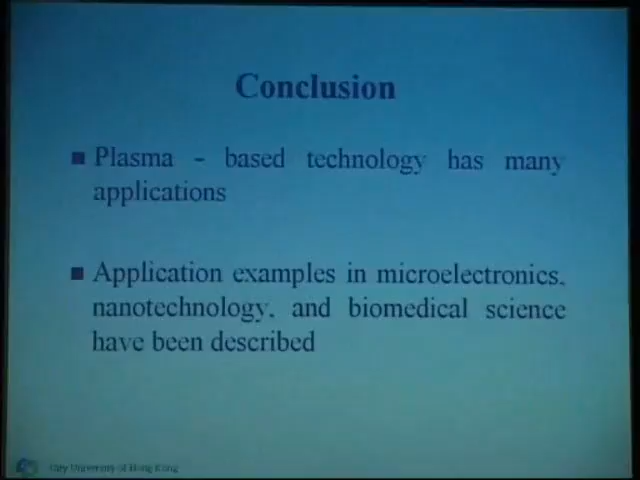 Conclusion
Plasma - based technology has many
applications
Application examples in microelectronics,
nanotechnology, and biomedical science
have been described
City University of Hong Kong